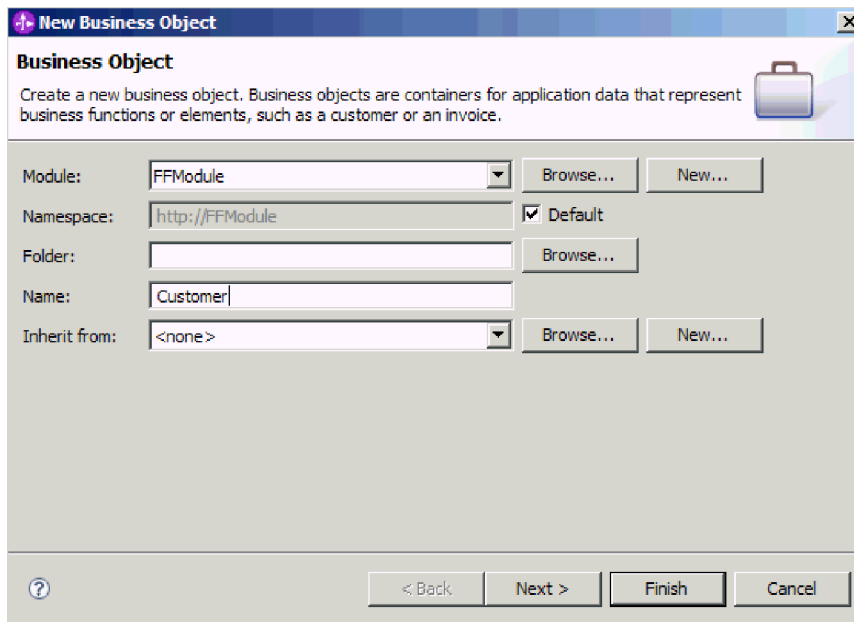 New Business Object
Business Object
Create a new business object. Business objects are containers for application data that represent
business functions or elements, such as a customer or an invoice.
Module: FFModule Browse... New...
Namespace: http://FFModule Default
Folder: Browse...
Name: Customer
Inherit from: <none> Browse... New...
? < Back Next > Finish Cancel